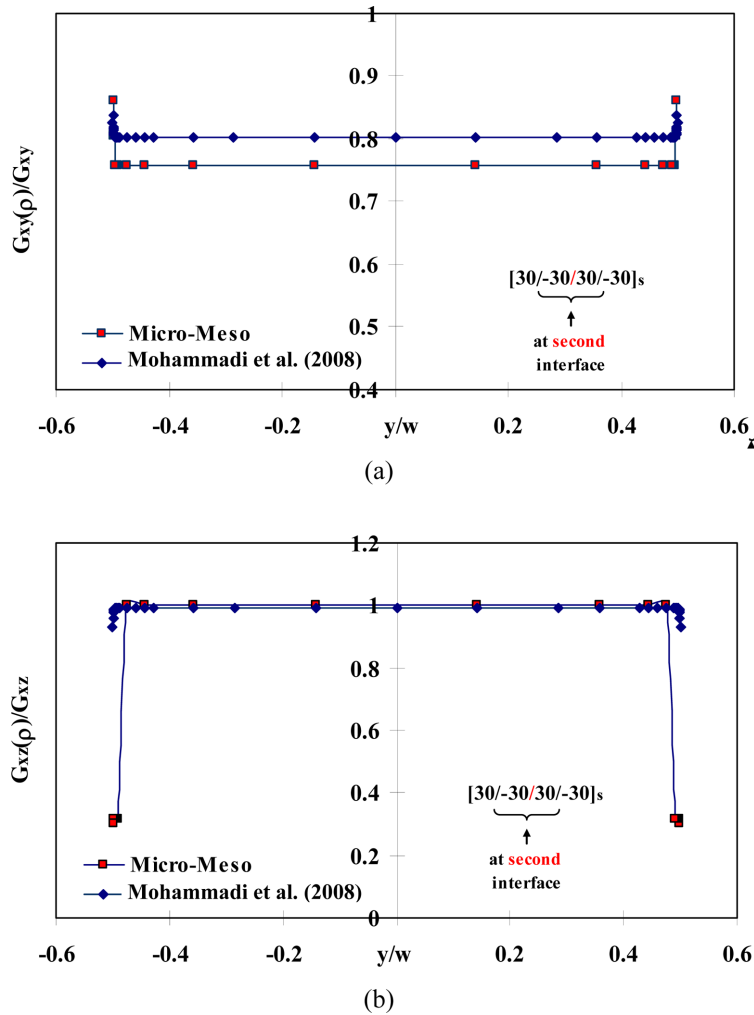 1
0.9
0.8
0.7
0.6
0.5
0.4
Gxy(ρ)/Gxy
[30/-30/30/-30]s
at second
interface
Micro-Meso
Mohammadi et al. (2008)
-0.6
-0.4
-0.2
y/w
0.2
0.4
0.6
(a)
1.2
1
0.8
0.6
0.4
0.2
0
Gxz(ρ)/Gxz
[30/-30/30/-30]s
at second
interface
Micro-Meso
Mohammadi et al. (2008)
-0.6
-0.4
-0.2
y/w
0.2
0.4
0.6
(b)